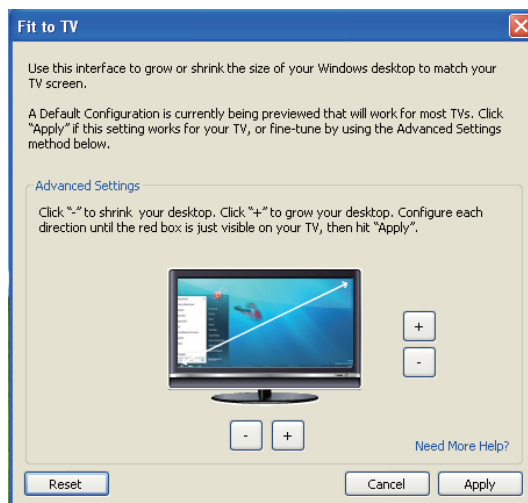 Fit to TV
Use this interface to grow or shrink the size of your Windows desktop to match your
TV screen.
A Default Configuration is currently being previewed that will work for most TVs. Click
"Apply" if this setting works for your TV, or fine-tune by using the Advanced Settings
method below.
Advanced Settings
Click "-" to shrink your desktop. Click "+" to grow your desktop. Configure each
direction until the red box is just visible on your TV, then hit "Apply".
+
-
- +
Need More Help?
Reset Cancel Apply